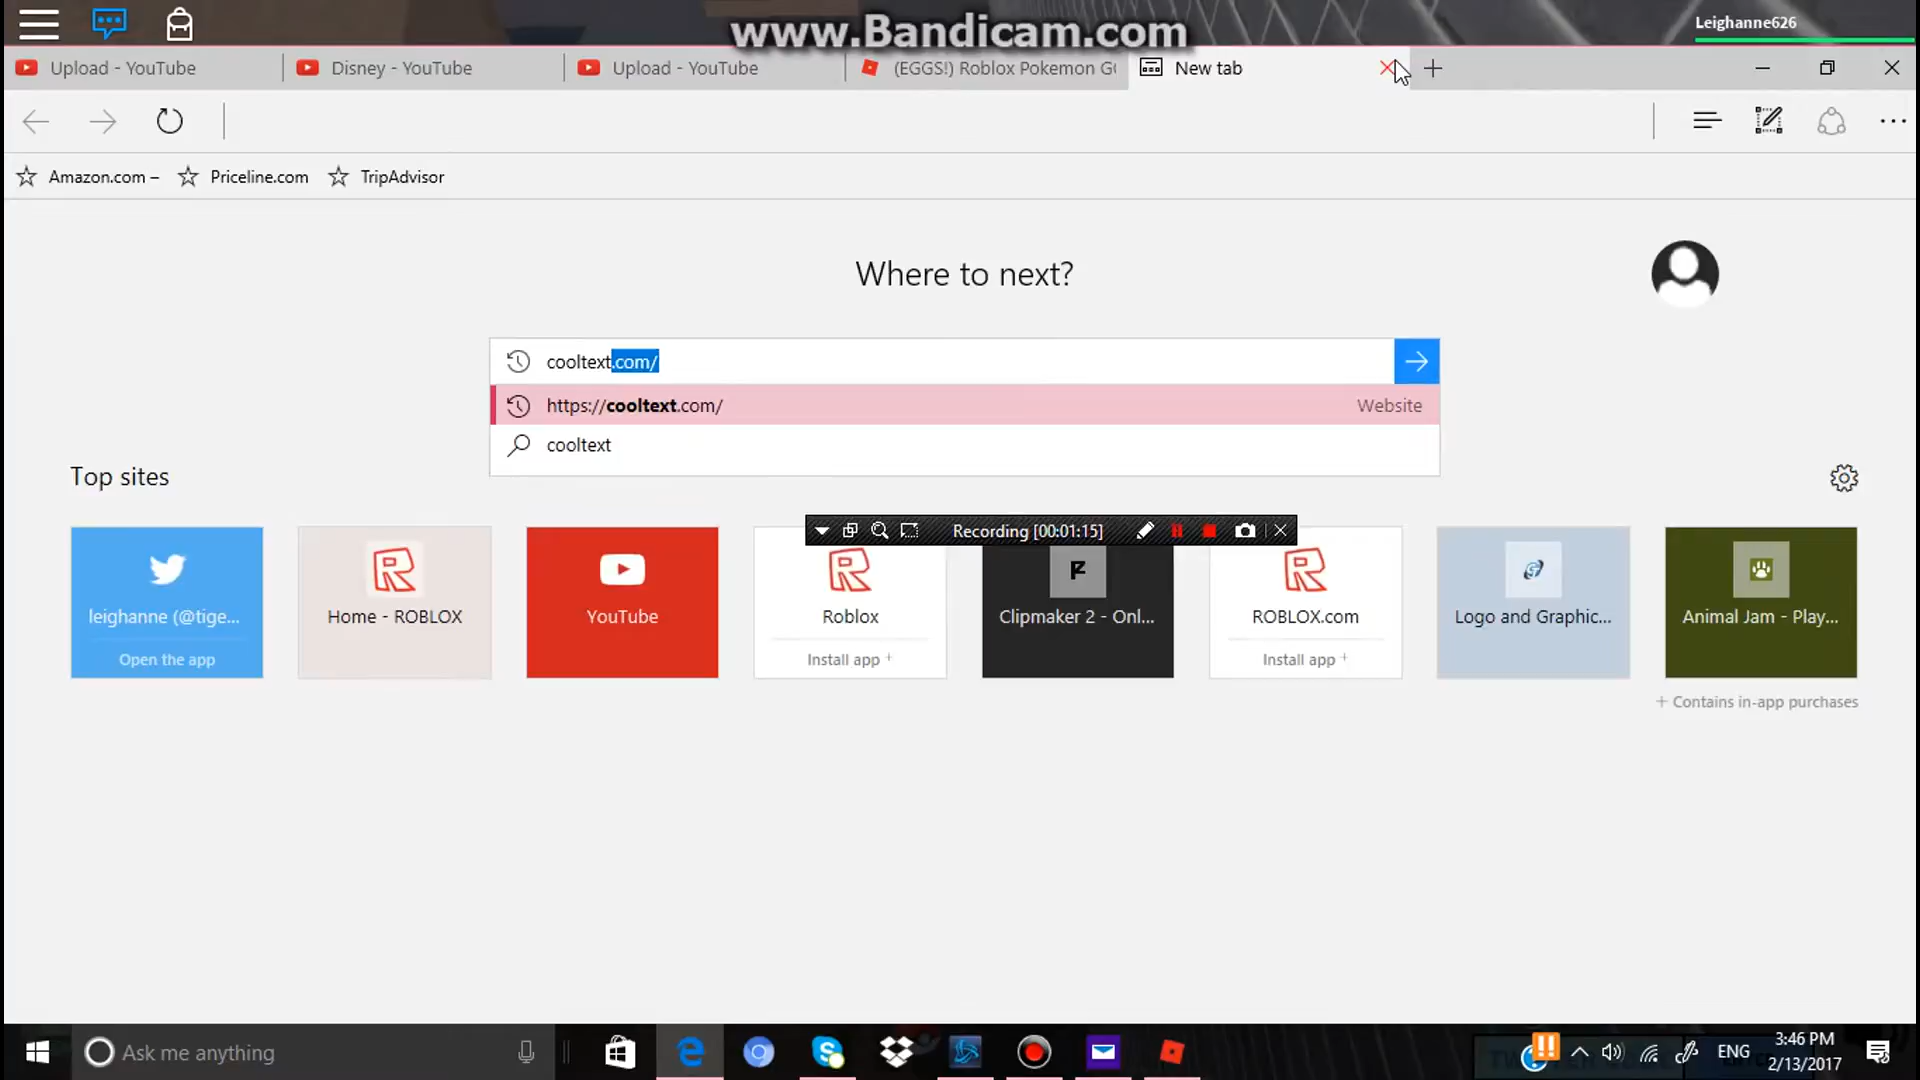 www.Bandicam.com
Leighanne626
Upload - YouTube
Disney - YouTube
Upload - YouTube
(EGGS!) Roblox Pokemon G
New tab
Amazon.com –
Priceline.com
TripAdvisor
Where to next?
cooltext.com/
https://cooltext.com/
Website
cooltext
Top sites
Recording [00:01:15]
leighanne (@tige...
Open the app
Home - ROBLOX
YouTube
Roblox
Install app +
Clipmaker 2 - Onl...
ROBLOX.com
Install app +
Logo and Graphic...
Animal Jam - Play...
+ Contains in-app purchases
Ask me anything
ENG
3:46 PM
2/13/2017